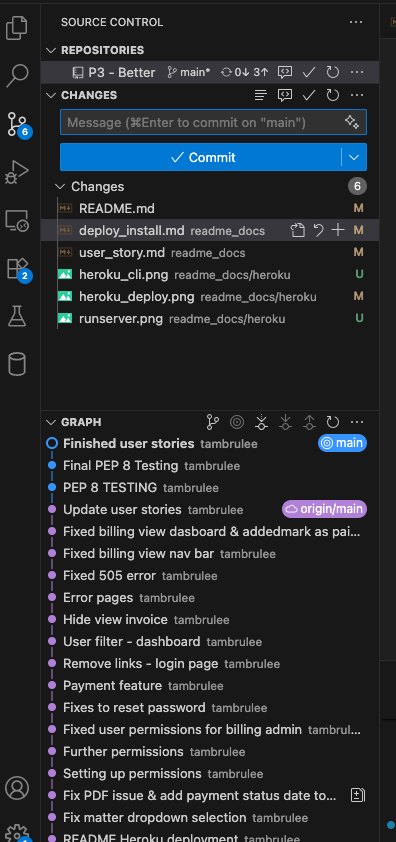 SOURCE CONTROL
REPOSITORIES
P3 - Better main* 0↓ 3↑
CHANGES
Message (⌘Enter to commit on "main")
6
Commit
Changes 6
README.md M
deploy_install.md readme_docs M
2
user_story.md readme_docs M
heroku_cli.png readme_docs/heroku U
heroku_deploy.png readme_docs/heroku M
runserver.png readme_docs/heroku U
GRAPH
Finished user stories tambrulee main
Final PEP 8 Testing tambrulee
PEP 8 TESTING tambrulee
Update user stories tambrulee origin/main
Fixed billing view dasboard & addedmark as pai...
Fixed billing view nav bar tambrulee
Fixed 505 error tambrulee
Error pages tambrulee
Hide view invoice tambrulee
User filter - dashboard tambrulee
Remove links - login page tambrulee
Payment feature tambrulee
Fixes to reset password tambrulee
Fixed user permissions for billing admin tambrul...
Further permissions tambrulee
Setting up permissions tambrulee
Fix PDF issue & add payment status date to...
Fix matter dropdown selection tambrulee
README Heroku deployment tambrulee